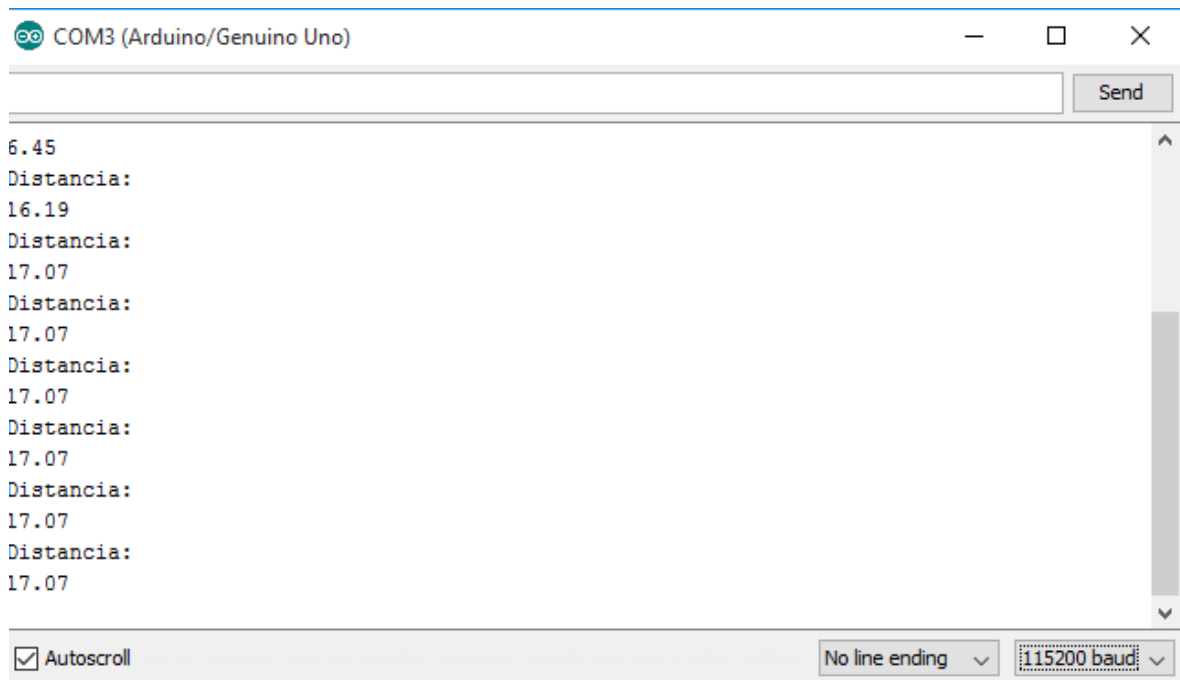 COM3 (Arduino/Genuino Uno)
Send
6.45
Distancia:
16.19
Distancia:
17.07
Distancia:
17.07
Distancia:
17.07
Distancia:
17.07
Distancia:
17.07
Distancia:
17.07
Autoscroll
No line ending
115200 baud